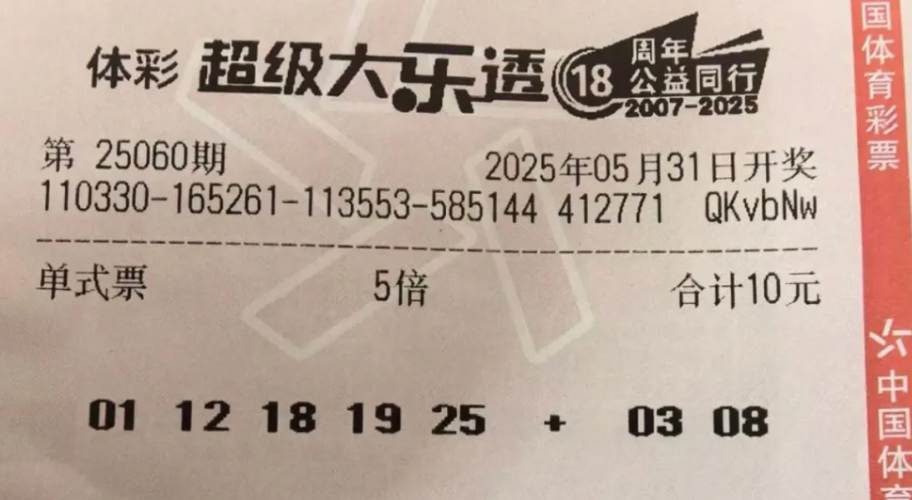 体彩 超级大乐透 18 周年
公益同行
2007-2025
第 25060期 2025年05月31日开奖
110330-165261-113553-585144 412771 QKvbNw
单式票 5倍 合计10元
01 12 18 19 25 + 03 08
国体育彩票
中国体育